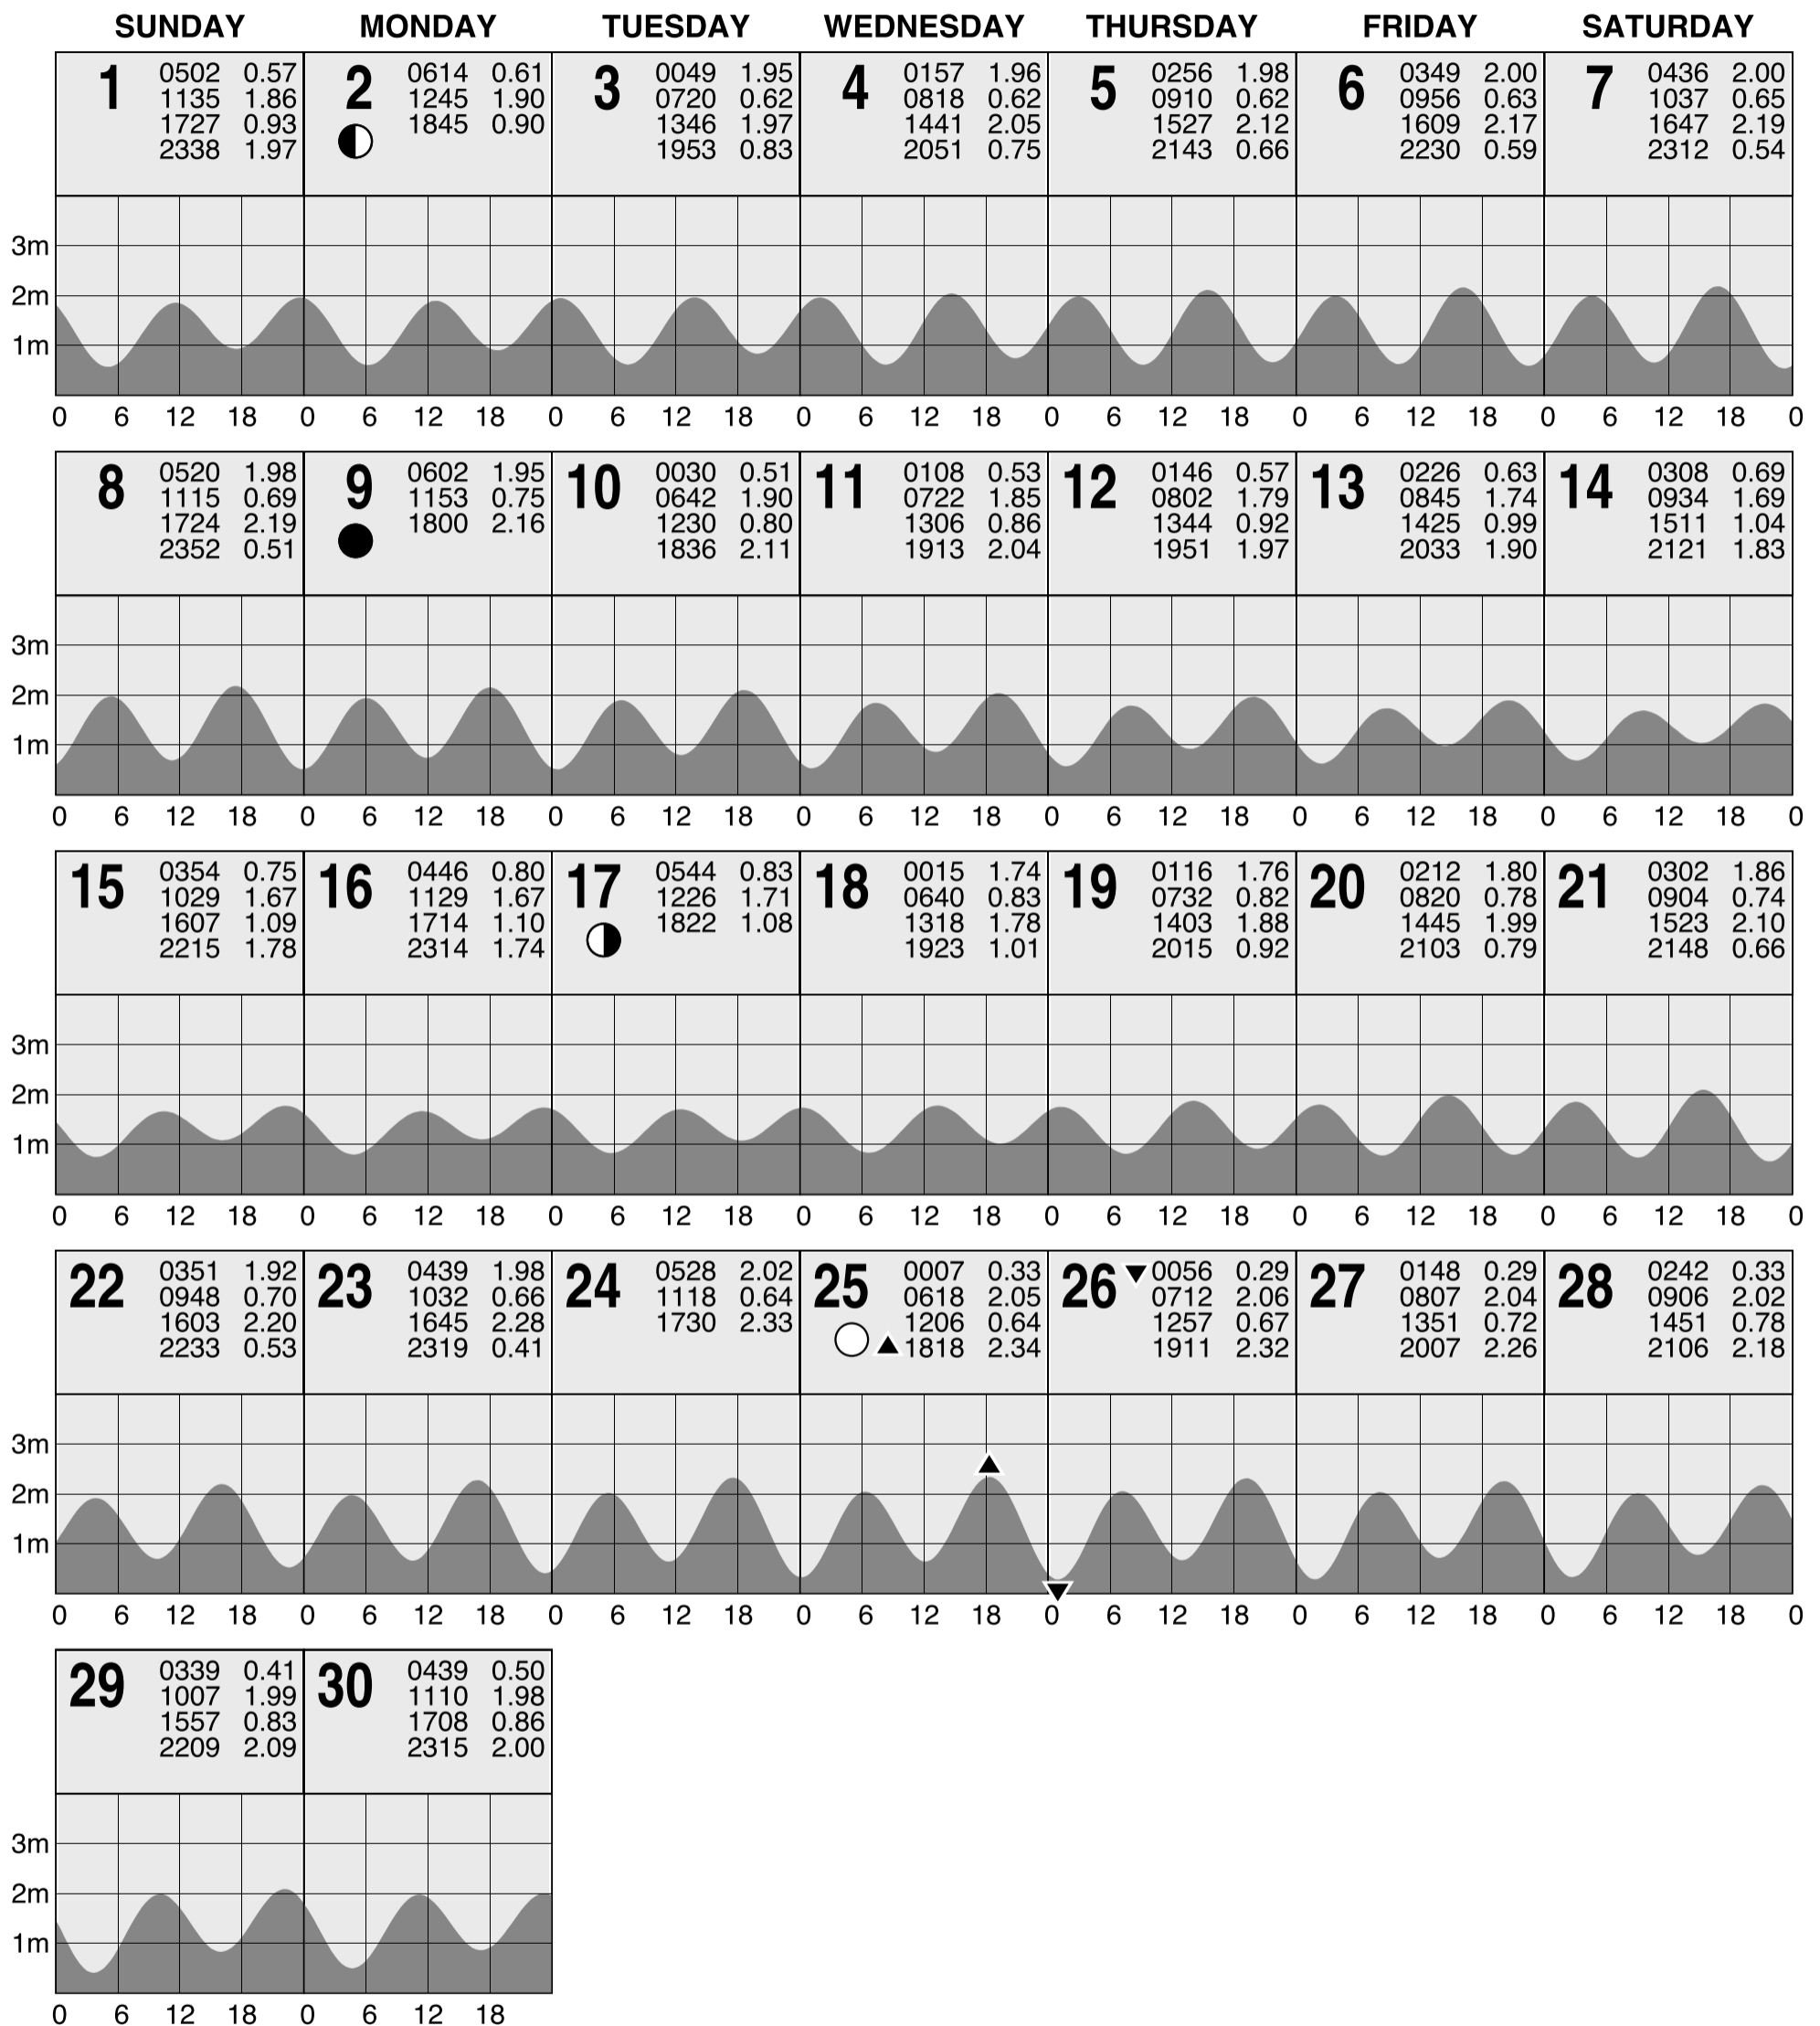 SUNDAY MONDAY TUESDAY WEDNESDAY THURSDAY FRIDAY SATURDAY
1 0502 0.57 2 0614 0.61 3 0049 1.95 4 0157 1.96 5 0256 1.98 6 0349 2.00 7 0436 2.00
1135 1.86 1245 1.90 0720 0.62 0818 0.62 0910 0.62 0956 0.63 1037 0.65
1727 0.93 1845 0.90 1346 1.97 1441 2.05 1527 2.12 1609 2.17 1647 2.19
2338 1.97 1953 0.83 2051 0.75 2143 0.66 2230 0.59 2312 0.54
3m
2m
1m
0 6 12 18 0 6 12 18 0 6 12 18 0 6 12 18 0 6 12 18 0 6 12 18 0 6 12 18 0
8 0520 1.98 9 0602 1.95 10 0030 0.51 11 0108 0.53 12 0146 0.57 13 0226 0.63 14 0308 0.69
1115 0.69 1153 0.75 0642 1.90 0722 1.85 0802 1.79 0845 1.74 0934 1.69
1724 2.19 1800 2.16 1230 0.80 1306 0.86 1344 0.92 1425 0.99 1511 1.04
2352 0.51 1836 2.11 1913 2.04 1951 1.97 2033 1.90 2121 1.83
3m
2m
1m
0 6 12 18 0 6 12 18 0 6 12 18 0 6 12 18 0 6 12 18 0 6 12 18 0 6 12 18 0
15 0354 0.75 16 0446 0.80 17 0544 0.83 18 0015 1.74 19 0116 1.76 20 0212 1.80 21 0302 1.86
1029 1.67 1129 1.67 1226 1.71 0640 0.83 0732 0.82 0820 0.78 0904 0.74
1607 1.09 1714 1.10 1822 1.08 1318 1.78 1403 1.88 1445 1.99 1523 2.10
2215 1.78 2314 1.74 1923 1.01 2015 0.92 2103 0.79 2148 0.66
3m
2m
1m
0 6 12 18 0 6 12 18 0 6 12 18 0 6 12 18 0 6 12 18 0 6 12 18 0 6 12 18 0
22 0351 1.92 23 0439 1.98 24 0528 2.02 25 0007 0.33 26 0056 0.29 27 0148 0.29 28 0242 0.33
0948 0.70 1032 0.66 1118 0.64 0618 2.05 0712 2.06 0807 2.04 0906 2.02
1603 2.20 1645 2.28 1730 2.33 1206 0.64 1257 0.67 1351 0.72 1451 0.78
2233 0.53 2319 0.41 1818 2.34 1911 2.32 2007 2.26 2106 2.18
3m
2m
1m
0 6 12 18 0 6 12 18 0 6 12 18 0 6 12 18 0 6 12 18 0 6 12 18 0 6 12 18 0
29 0339 0.41 30 0439 0.50
1007 1.99 1110 1.98
1557 0.83 1708 0.86
2209 2.09 2315 2.00
3m
2m
1m
0 6 12 18 0 6 12 18